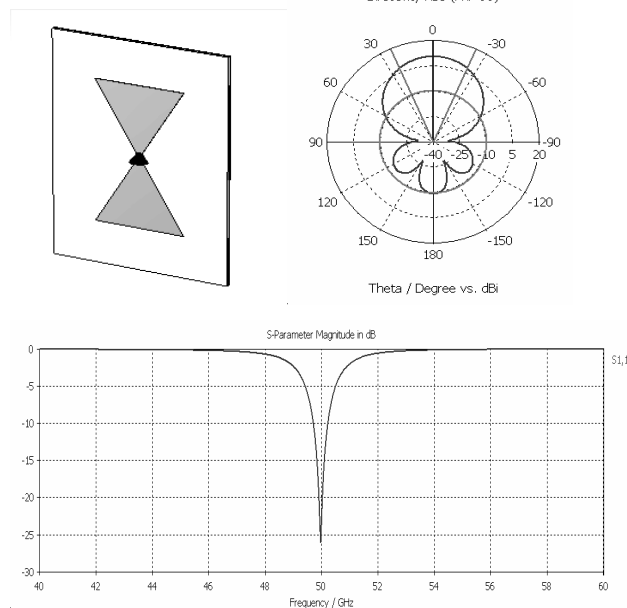 0
30 -30
60 -60
90 -40 -25 -10 5 20 -90
120 -120
150 -150
180
Theta / Degree vs. dBi
S-Parameter Magnitude in dB
0
S1,1
-5
-10
-15
-20
-25
-30
40 42 44 46 48 50 52 54 56 58 60
Frequency / GHz